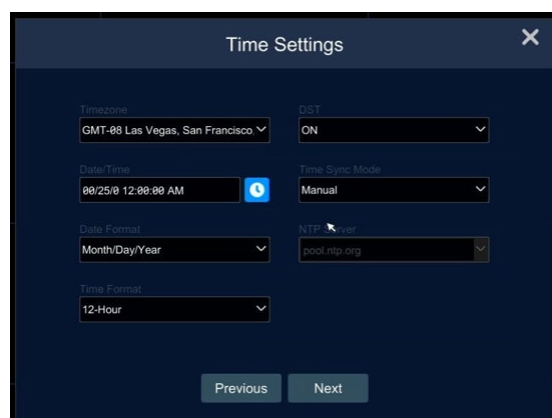 Time Settings
Timezone
GMT-08 Las Vegas, San Francisco,
DST
ON
Date/Time
00/25/0 12:00:00 AM
Time Sync Mode
Manual
Date Format
Month/Day/Year
NTP Server
pool.ntp.org
Time Format
12-Hour
Previous
Next